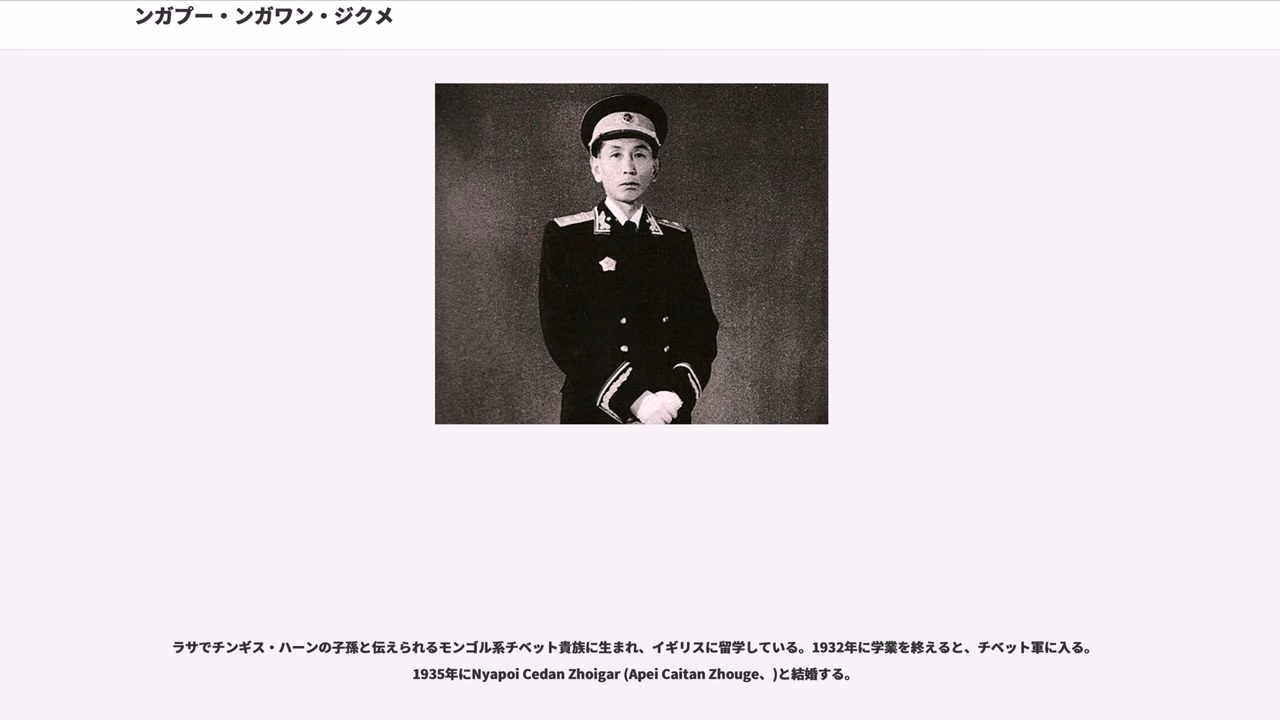 ンガプー・ンガワン・ジクメ
ラサでチンギス・ハーンの子孫と伝えられるモンゴル系チベット貴族に生まれ、イギリスに留学している。1932年に学業を終えると、チベット軍に入る。
1935年にNyapoi Cedan Zhoigar (Apei Caitan Zhouge、)と結婚する。